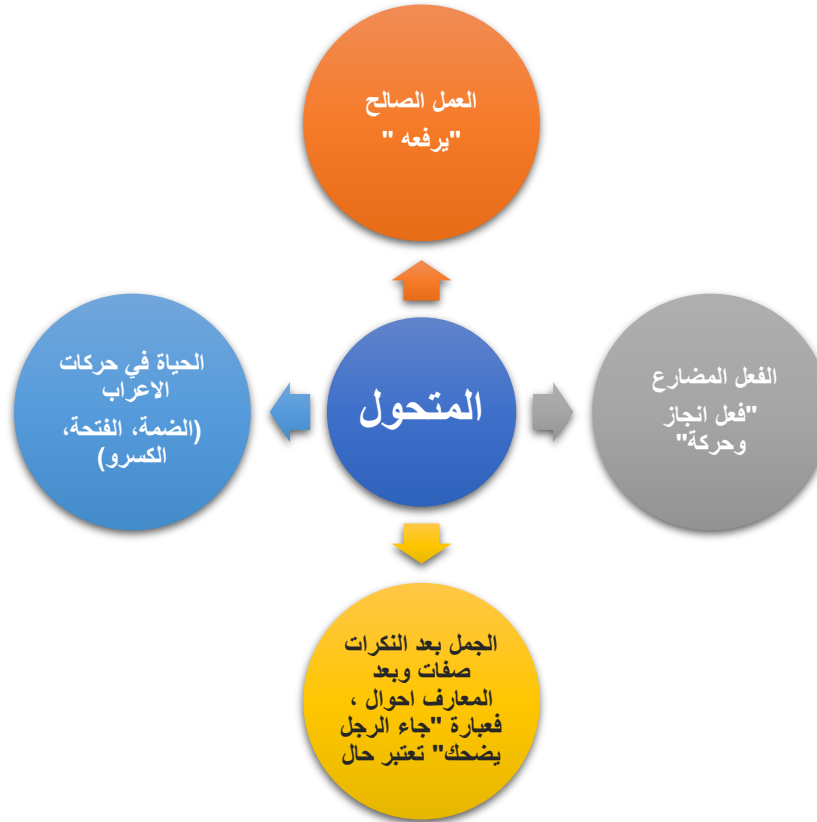 العمل الصالح
"يرفعه "
الفعل المضارع
"فعل انجاز
وحركة"
المتحول
الحياة في حركات
الاعراب
(الضمة، الفتحة،
الكسرو)
الجمل بعد النكرات
صفات وبعد
المعارف احوال ،
فعبارة "جاء الرجل
يضحك" تعتبر حال